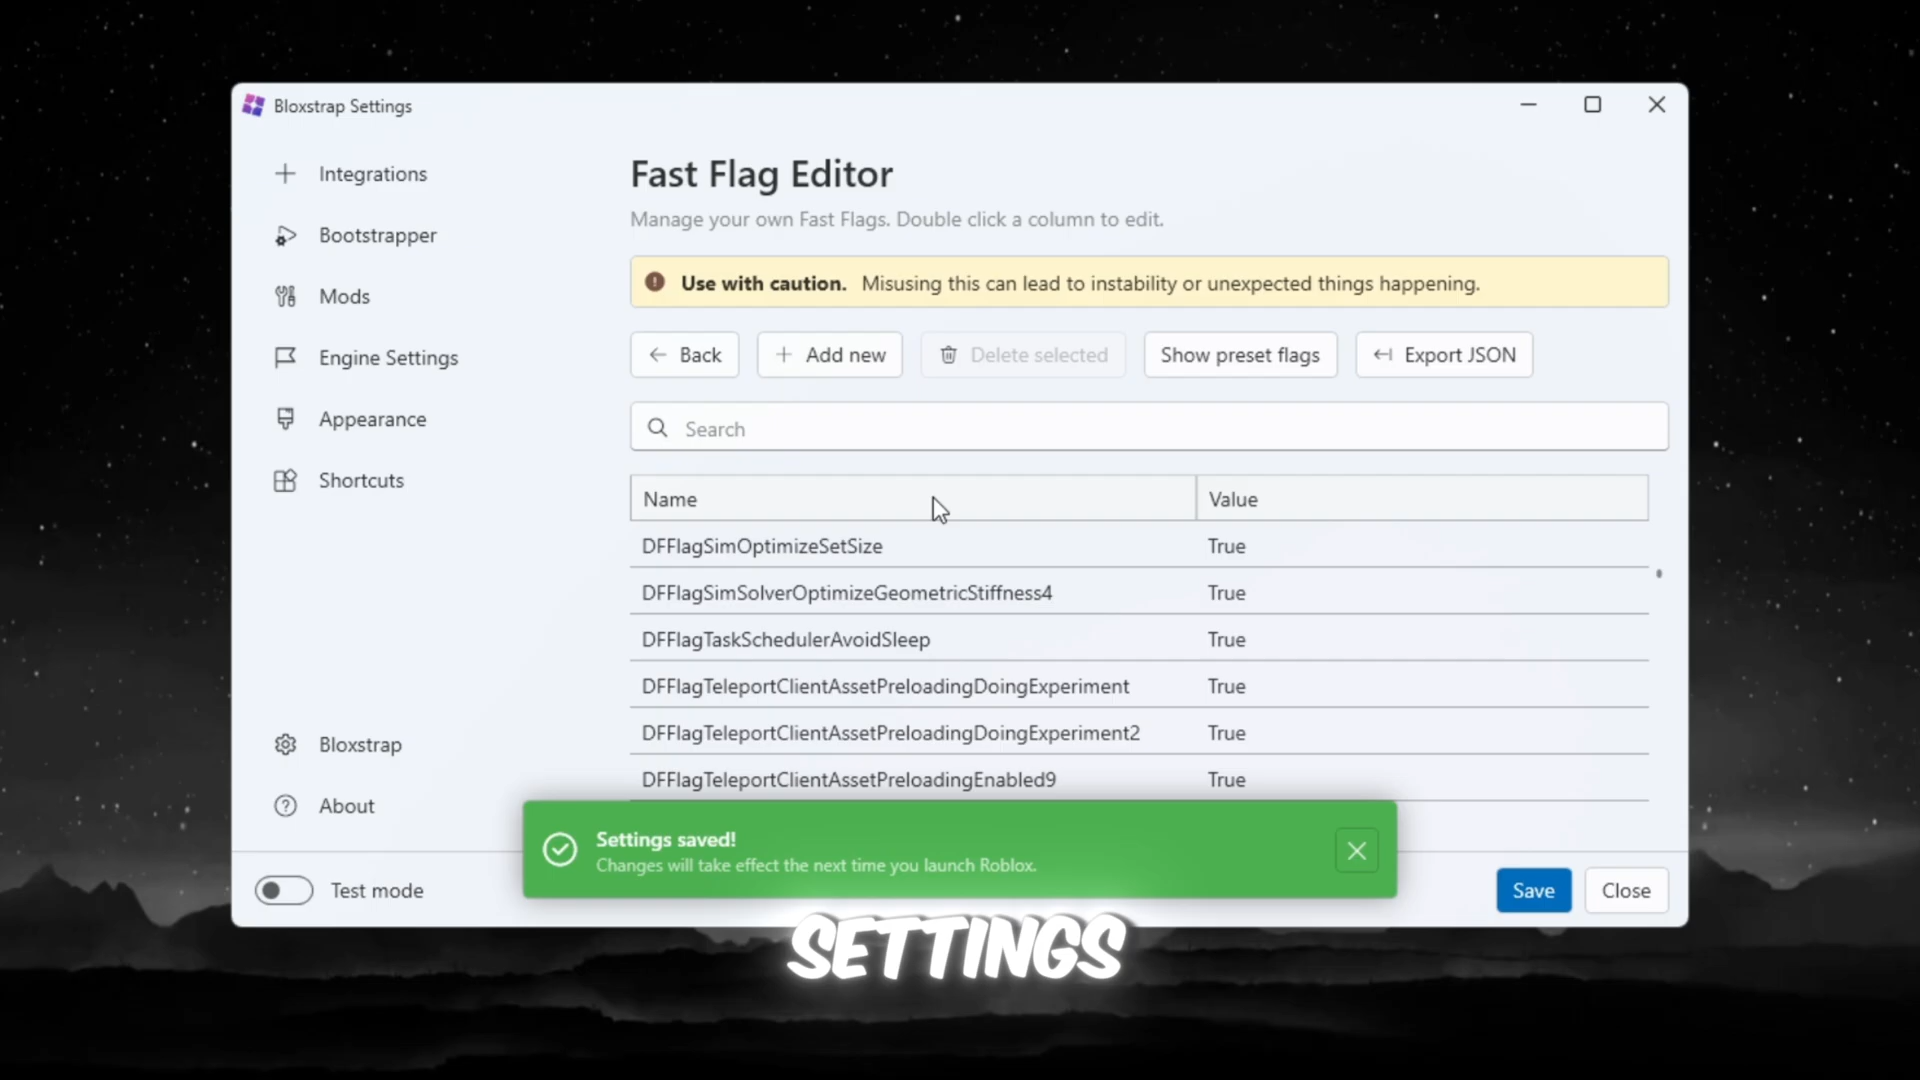 Bloxstrap Settings
Integrations
Bootstrapper
Mods
Engine Settings
Appearance
Shortcuts
Bloxstrap
About
Test mode
Fast Flag Editor
Manage your own Fast Flags. Double click a column to edit.
Use with caution. Misusing this can lead to instability or unexpected things happening.
Back Add new Delete selected Show preset flags Export JSON
Search
Name Value
DFFlagSimOptimizeSetSize True
DFFlagSimSolverOptimizeGeometricStiffness4 True
DFFlagTaskSchedulerAvoidSleep True
DFFlagTeleportClientAssetPreloadingDoingExperiment True
DFFlagTeleportClientAssetPreloadingDoingExperiment2 True
DFFlagTeleportClientAssetPreloadingEnabled9 True
Settings saved!
Changes will take effect the next time you launch Roblox.
Save Close
SETTINGS